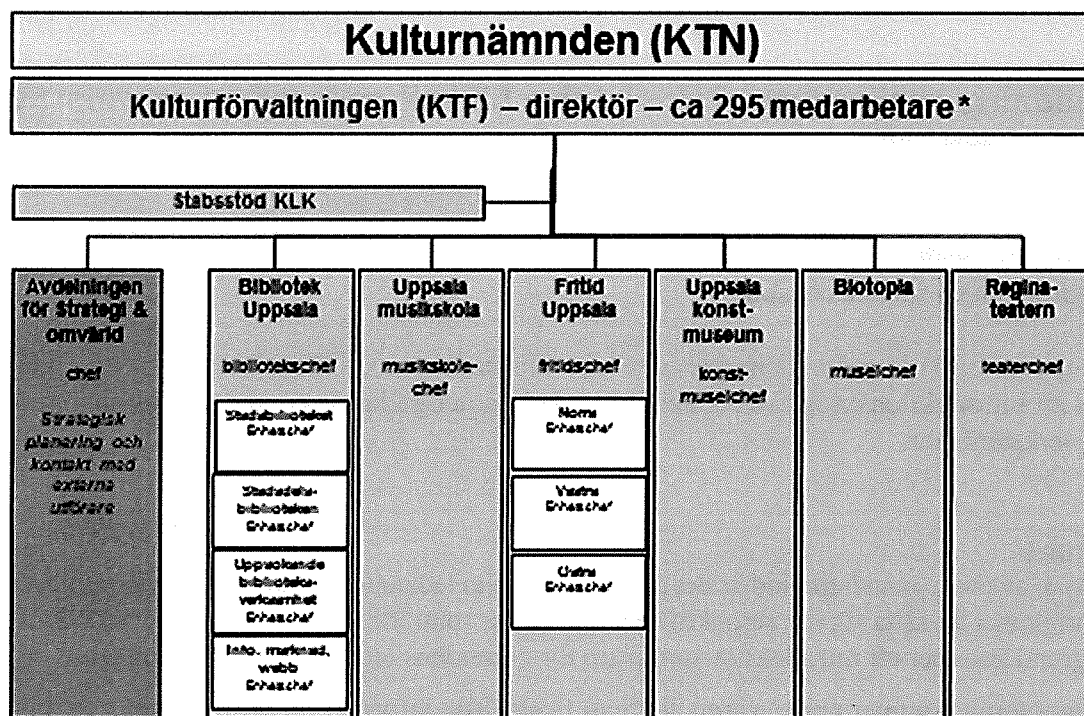 Kulturnämnden (KTN)
Kulturförvaltningen (KTF) – direktör – ca 295 medarbetare*
Stabsstöd KLK
Avdelningen
för Strategi &
omvärld
chef
Strategisk
planering och
kontakt med
externa
utförare
Bibliotek
Uppsala
bibliotekschef
Stadsbiblioteket
Enhetschef
Stadsdels-
biblioteken
Enhetschef
Uppsökande
biblioteks-
verksamhet
Enhetschef
Info, marknad,
webb
Enhetschef
Uppsala
musikskola
musikskole-
chef
Fritid
Uppsala
fritidschef
Norra
Enhetschef
Västra
Enhetschef
Östra
Enhetschef
Uppsala
konst-
museum
konst-
museichef
Biotopia
museichef
Regina-
teatern
teaterchef